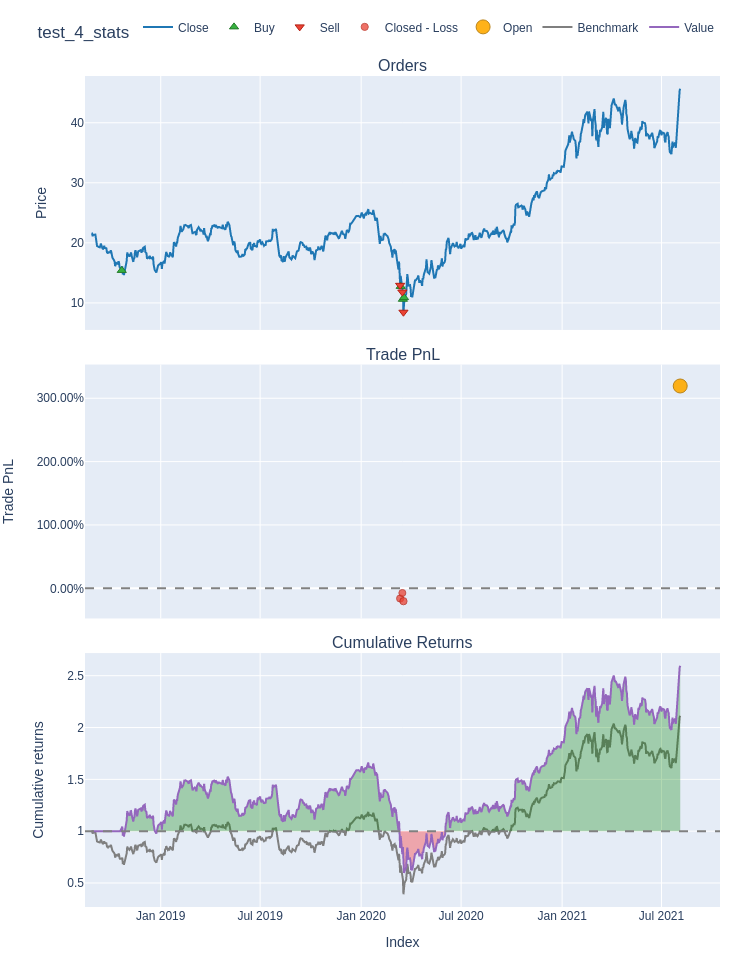 test_4_stats
Close Buy Sell Closed - Loss Open Benchmark Value
Orders
Price
40
30
20
10
Trade PnL
Trade PnL
300.00%
200.00%
100.00%
0.00%
Cumulative Returns
Cumulative returns
2.5
2
1.5
1
0.5
Jan 2019 Jul 2019 Jan 2020 Jul 2020 Jan 2021 Jul 2021
Index